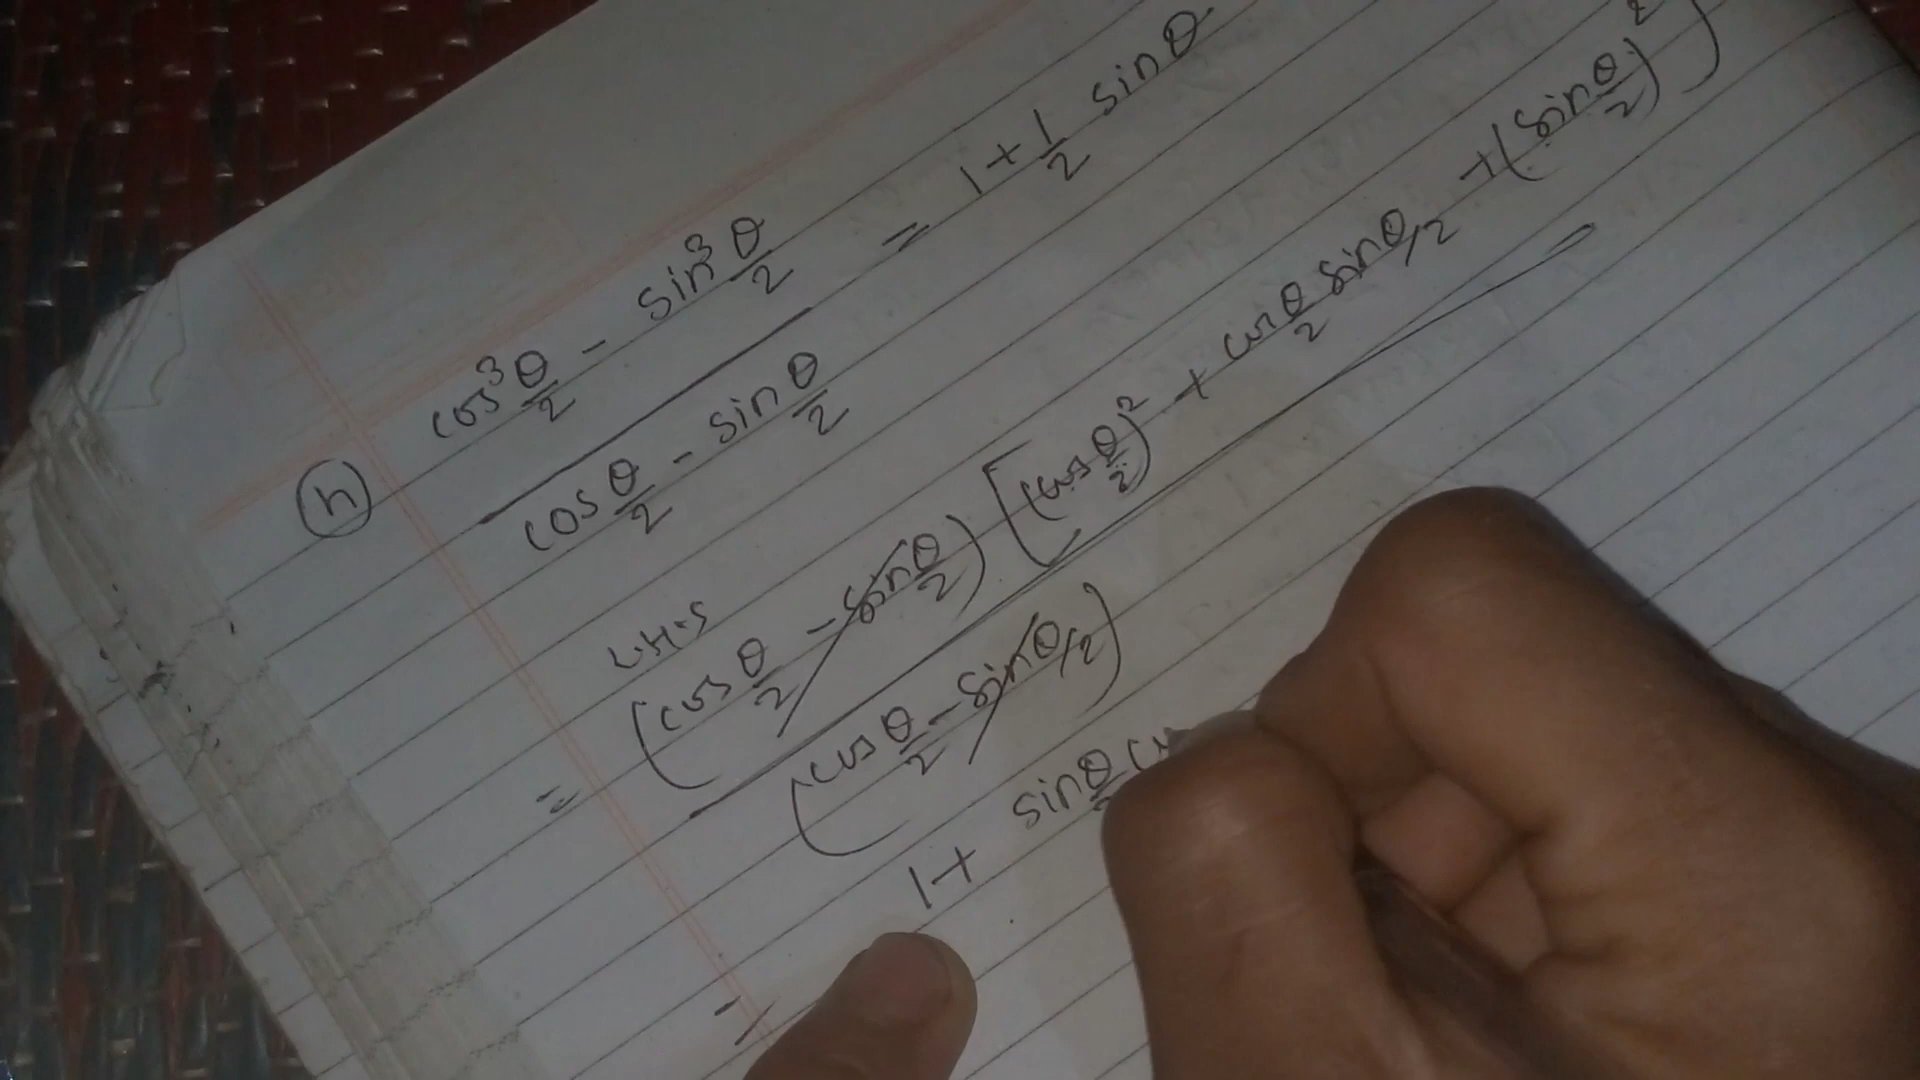 (h) cos³θ/2 - sin³θ/2 / cosθ/2 - sinθ/2 = 1 + 1/2 sinθ
L.H.S
= (cosθ/2 - sinθ/2) [(cosθ/2)² + cosθ/2 sinθ/2 + (sinθ/2)²] / (cosθ/2 - sinθ/2)
= 1 + sinθ/2